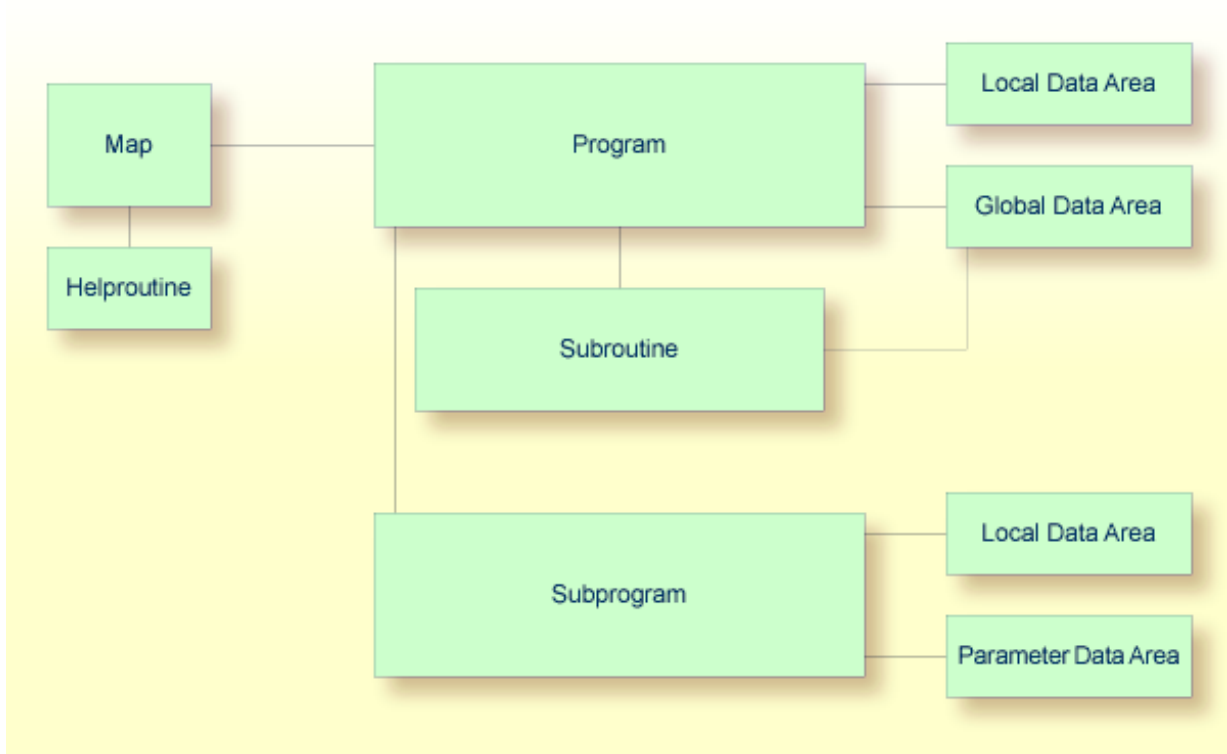 Local Data Area
Map
Program
Global Data Area
Helproutine
Subroutine
Local Data Area
Subprogram
Parameter Data Area